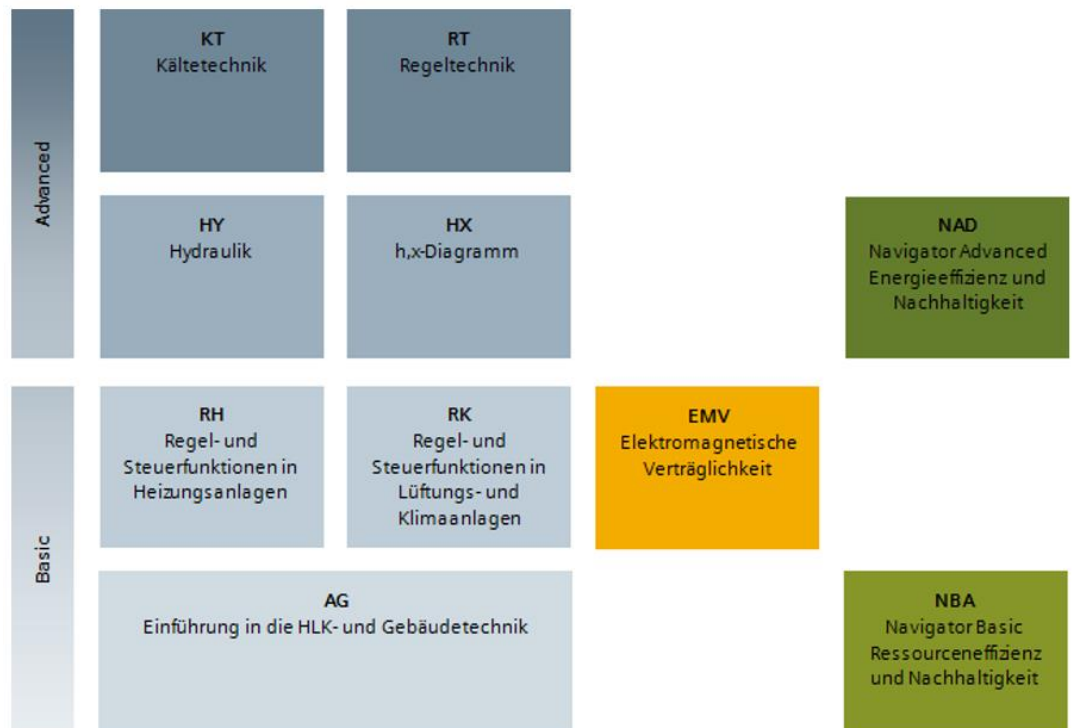 Advanced
KT
Kältetechnik
RT
Regeltechnik
HY
Hydraulik
HX
h,x-Diagramm
NAD
Navigator Advanced
Energieeffizienz und
Nachhaltigkeit
Basic
RH
Regel- und
Steuerfunktionen in
Heizungsanlagen
RK
Regel- und
Steuerfunktionen in
Lüftungs- und
Klimaanlagen
EMV
Elektromagnetische
Verträglichkeit
AG
Einführung in die HLK- und Gebäudetechnik
NBA
Navigator Basic
Ressourceneffizienz
und Nachhaltigkeit